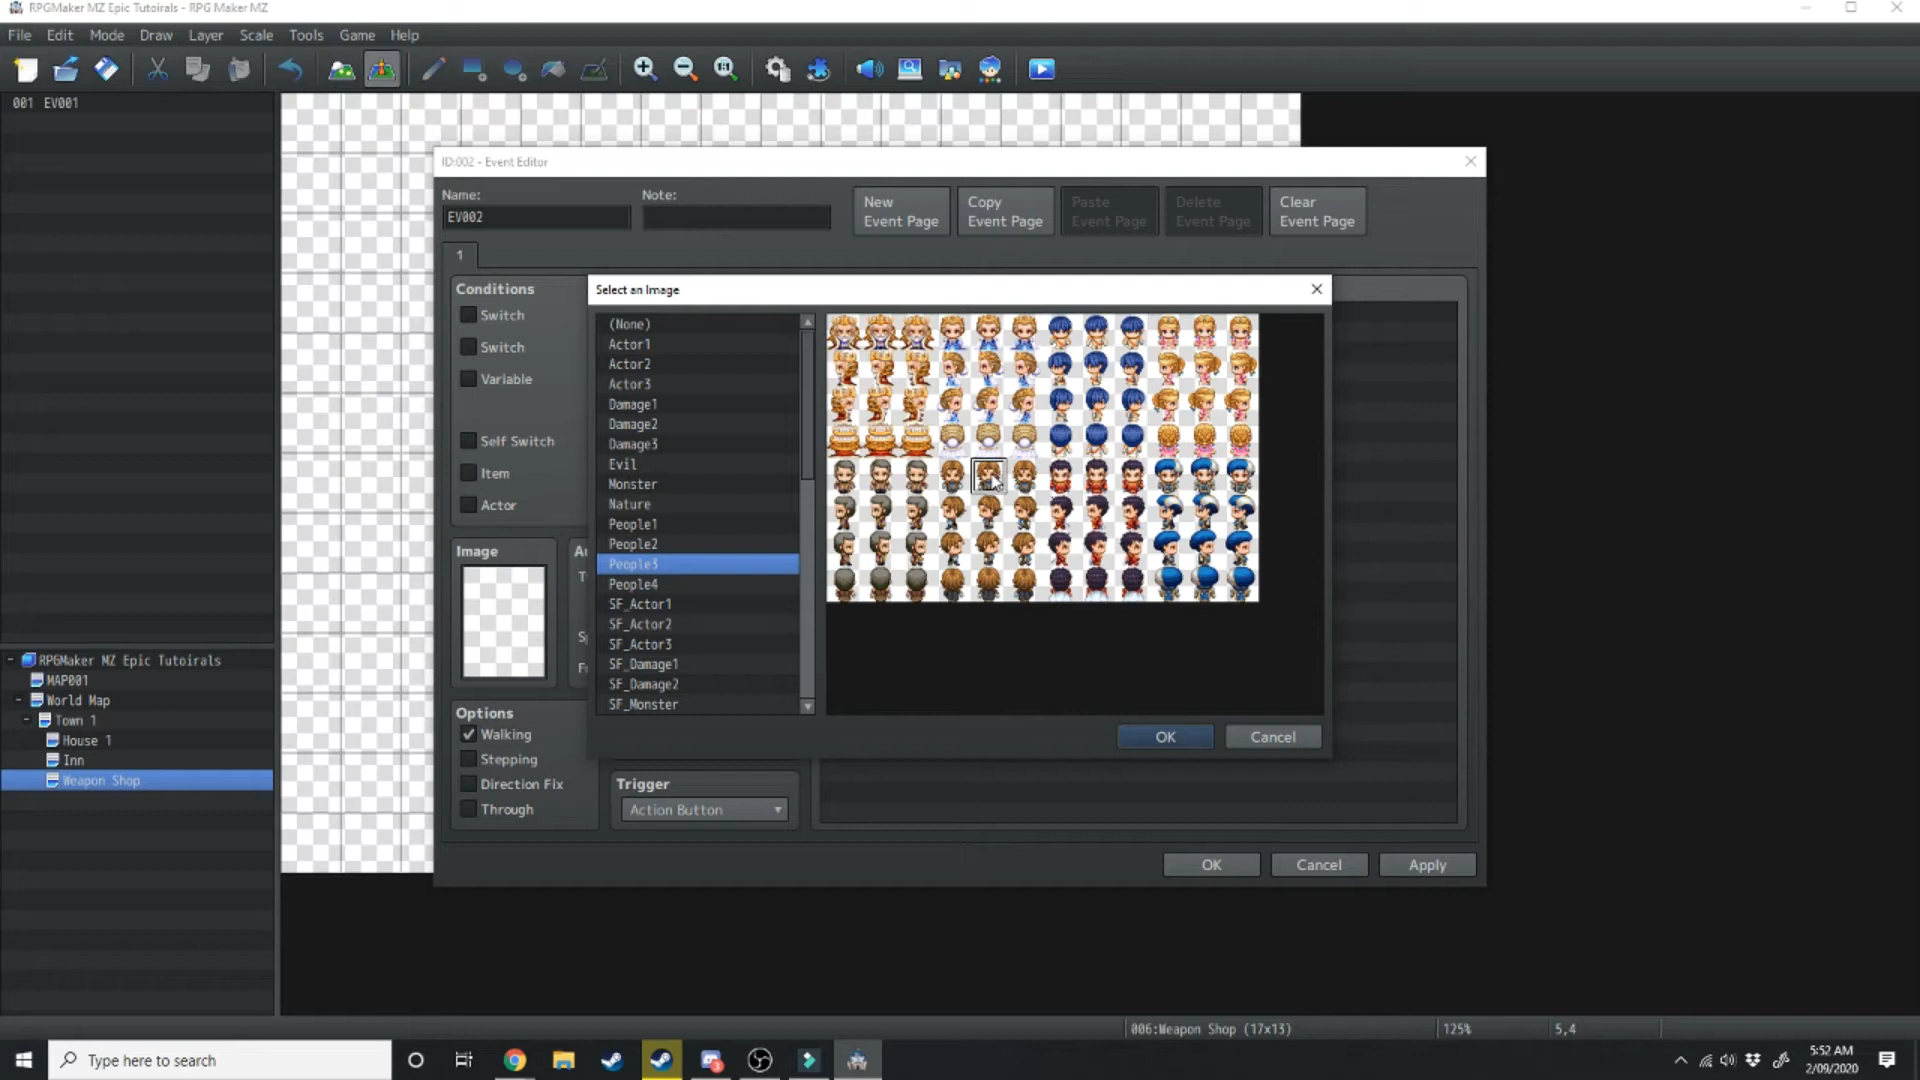 RPGMaker MZ Epic Tutoirals - RPG Maker MZ
File Edit Mode Draw Layer Scale Tools Game Help
001 EV001
ID:002 - Event Editor
Name:
Note:
EV002
New Event Page
Copy Event Page
Paste Event Page
Delete Event Page
Clear Event Page
1
Conditions
Switch
Switch
Variable
Self Switch
Item
Actor
Image
Options
Walking
Stepping
Direction Fix
Through
Trigger
Action Button
Select an Image
(None)
Actor1
Actor2
Actor3
Damage1
Damage2
Damage3
Evil
Monster
Nature
People1
People2
People3
People4
SF_Actor1
SF_Actor2
SF_Actor3
SF_Damage1
SF_Damage2
SF_Monster
OK
Cancel
OK
Cancel
Apply
RPGMaker MZ Epic Tutoirals
MAP001
World Map
Town 1
House 1
Inn
Weapon Shop
006:Weapon Shop (17x13)
125%
5,4
Type here to search
5:52 AM
2/09/2020